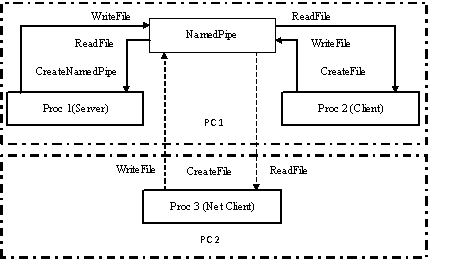 WriteFile
ReadFile
NamedPipe
ReadFile
WriteFile
CreateNamedPipe
CreateFile
Proc 1(Server)
Proc 2 (Client)
PC 1
WriteFile
CreateFile
ReadFile
Proc 3 (Net Client)
PC 2